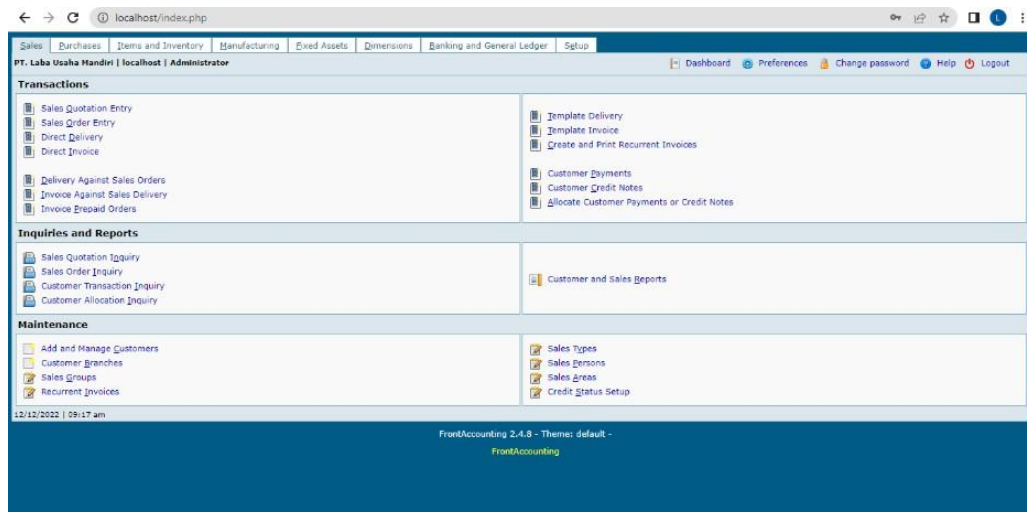 localhost/index.php
L
Sales Purchases Items and Inventory Manufacturing Fixed Assets Dimensions Banking and General Ledger Setup
PT. Laba Usaha Mandiri | localhost | Administrator
Dashboard Preferences Change password Help Logout
Transactions
Sales Quotation Entry
Sales Order Entry
Direct Delivery
Direct Invoice
Delivery Against Sales Orders
Invoice Against Sales Delivery
Invoice Prepaid Orders
Template Delivery
Template Invoice
Create and Print Recurrent Invoices
Customer Payments
Customer Credit Notes
Allocate Customer Payments or Credit Notes
Inquiries and Reports
Sales Quotation Inquiry
Sales Order Inquiry
Customer Transaction Inquiry
Customer Allocation Inquiry
Customer and Sales Reports
Maintenance
Add and Manage Customers
Customer Branches
Sales Groups
Recurrent Invoices
Sales Types
Sales Persons
Sales Areas
Credit Status Setup
12/12/2022 | 09:17 am
FrontAccounting 2.4.8 - Theme: default -
FrontAccounting